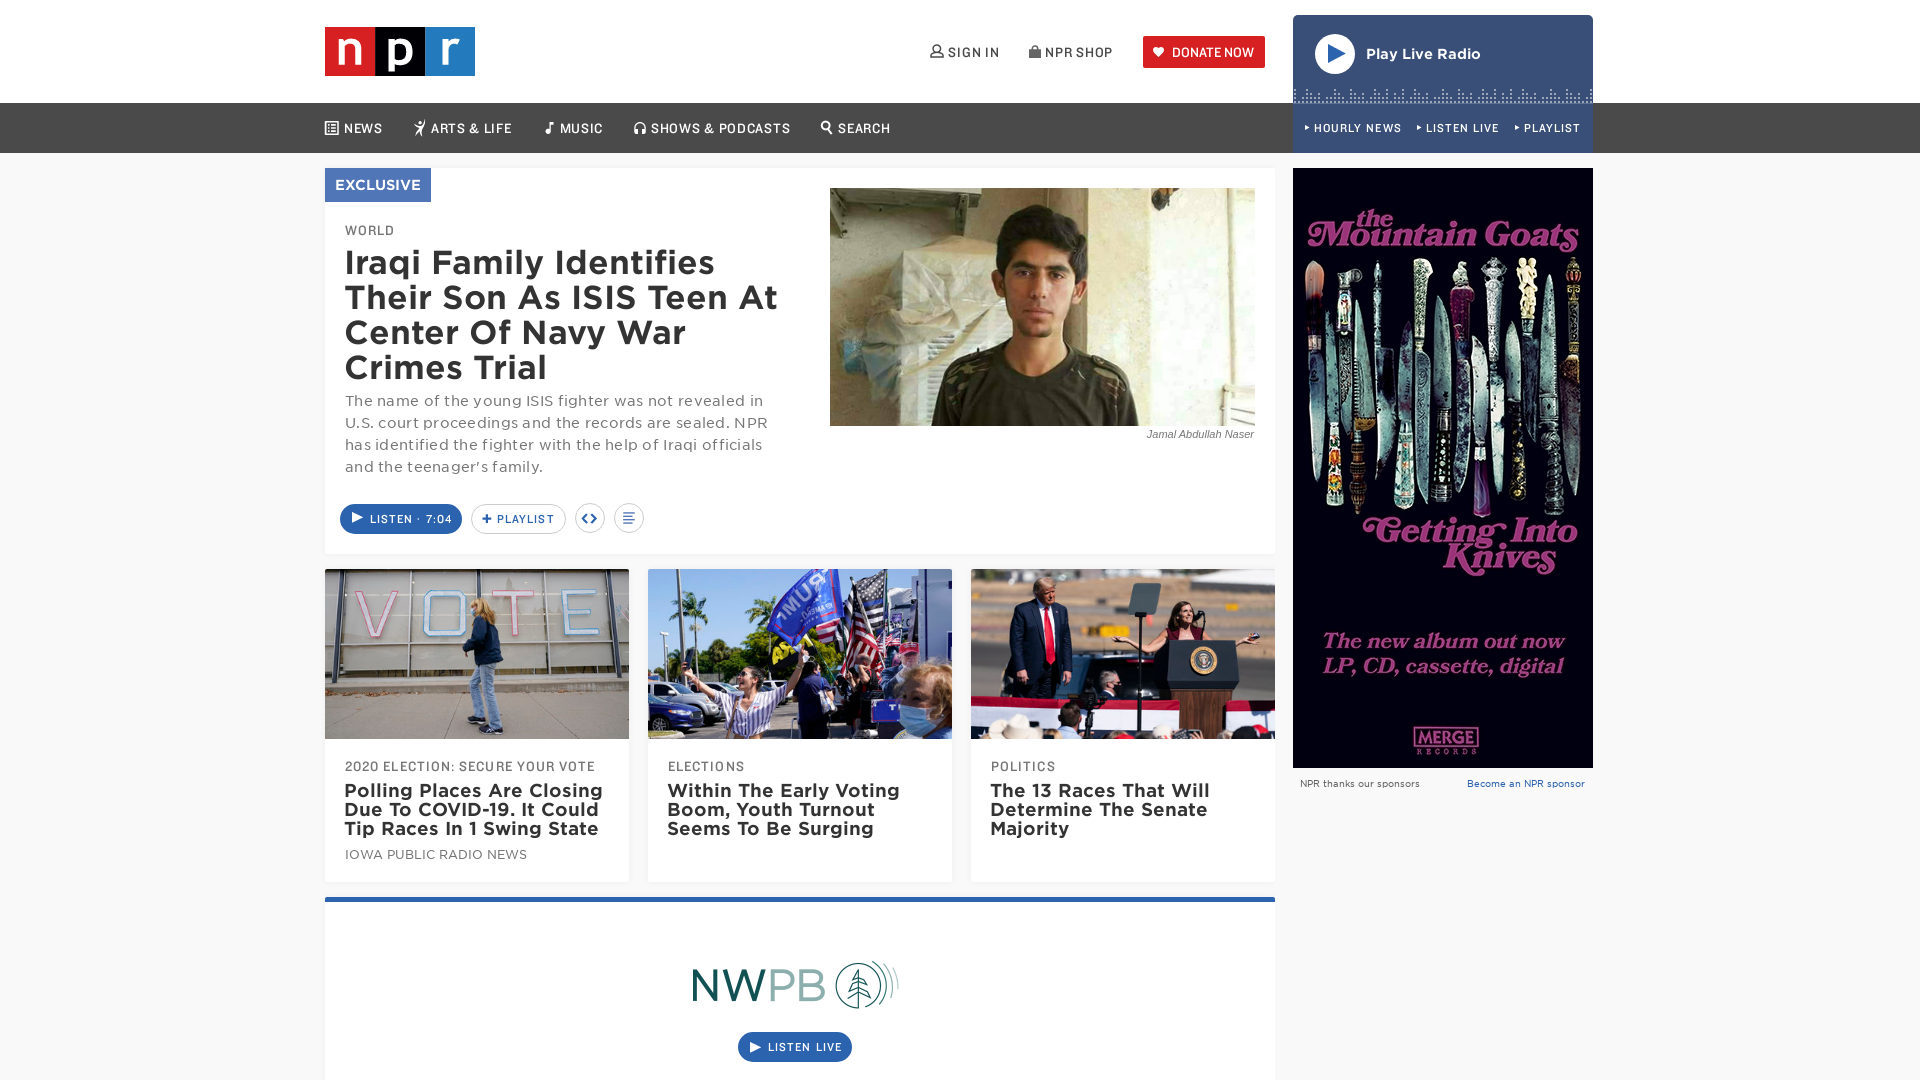 npr
SIGN IN
NPR SHOP
DONATE NOW
Play Live Radio
NEWS
ARTS & LIFE
MUSIC
SHOWS & PODCASTS
SEARCH
HOURLY NEWS
LISTEN LIVE
PLAYLIST
EXCLUSIVE
WORLD
Iraqi Family Identifies
Their Son As ISIS Teen At
Center Of Navy War
Crimes Trial
The name of the young ISIS fighter was not revealed in
U.S. court proceedings and the records are sealed. NPR
has identified the fighter with the help of Iraqi officials
and the teenager's family.
LISTEN · 7:04
PLAYLIST
Jamal Abdullah Naser
the
Mountain Goats
Getting Into
Knives
The new album out now
LP, CD, cassette, digital
MERGE
RECORDS
NPR thanks our sponsors
Become an NPR sponsor
VOTE
TRUMP
2020 ELECTION: SECURE YOUR VOTE
Polling Places Are Closing
Due To COVID-19. It Could
Tip Races In 1 Swing State
IOWA PUBLIC RADIO NEWS
ELECTIONS
Within The Early Voting
Boom, Youth Turnout
Seems To Be Surging
POLITICS
The 13 Races That Will
Determine The Senate
Majority
NWPB
LISTEN LIVE